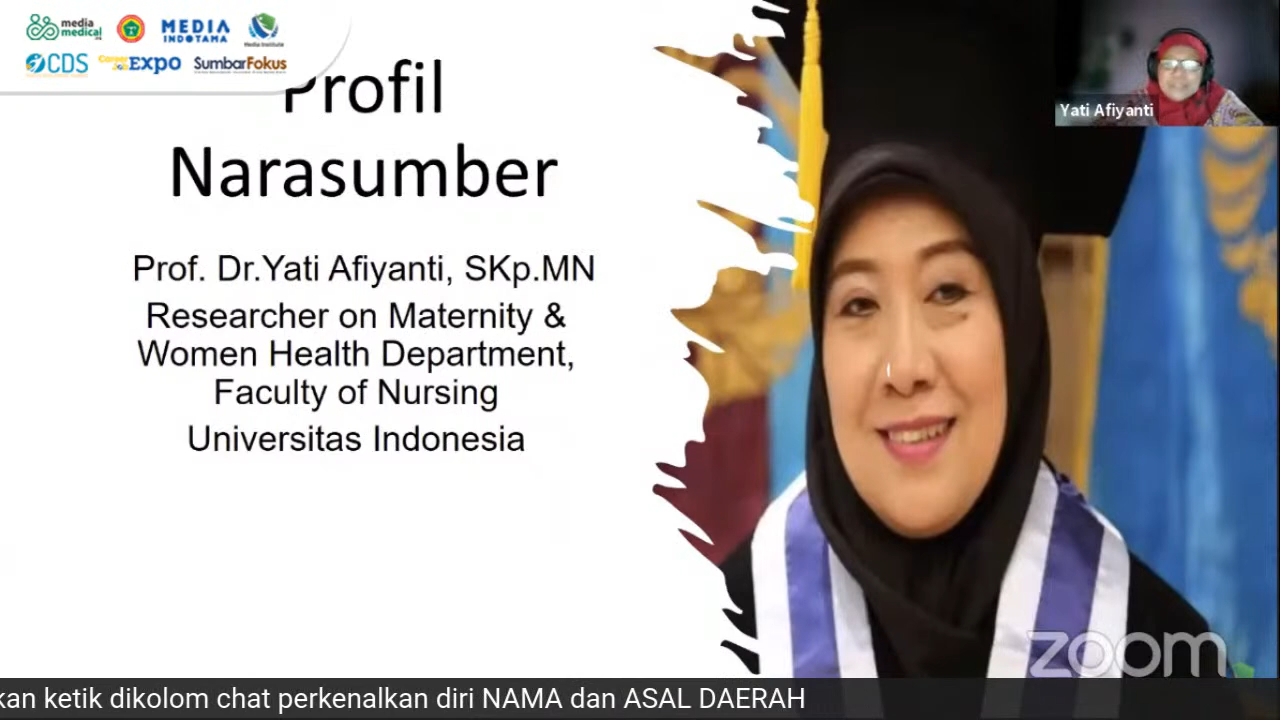 media
medical
MEDIA
INDOTAMA
Media Institute
CDS
Career
EXPO
SumbarFokus
Profil
Narasumber
Prof. Dr.Yati Afiyanti, SKp.MN
Researcher on Maternity &
Women Health Department,
Faculty of Nursing
Universitas Indonesia
Yati Afiyanti
zoom
kan ketik dikolom chat perkenalkan diri NAMA dan ASAL DAERAH